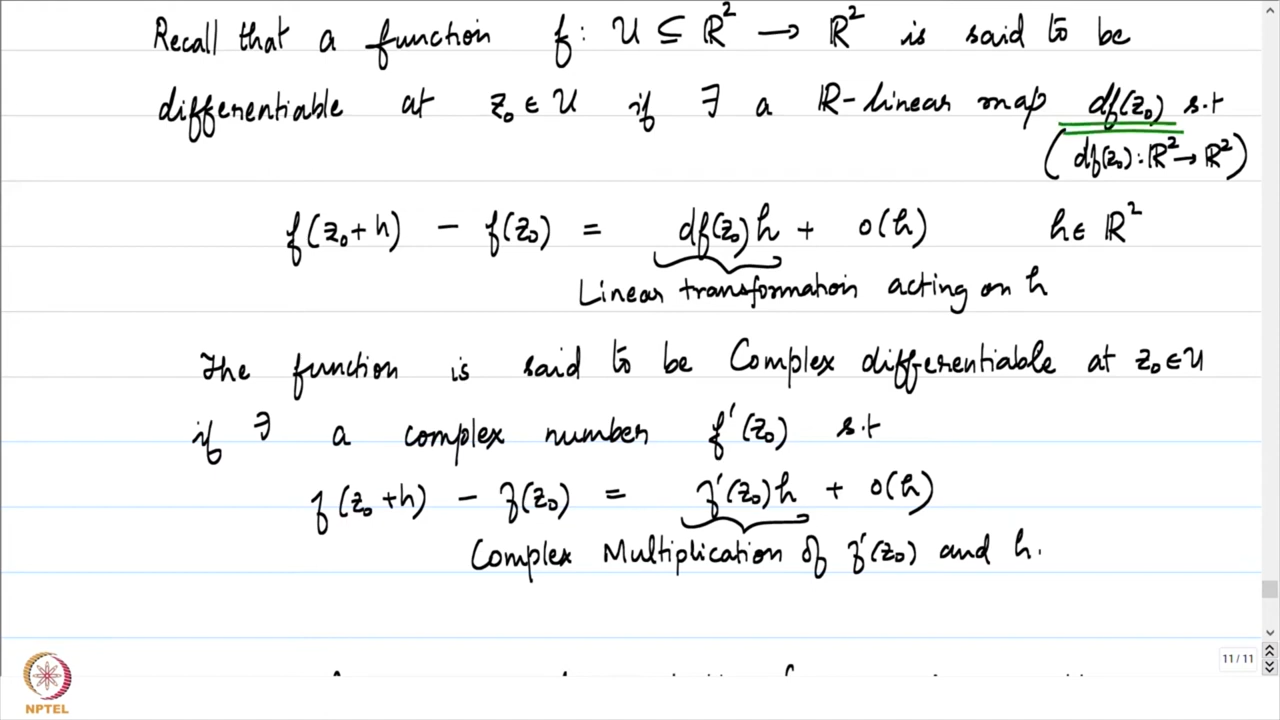 Recall that a function f: U ⊆ ℝ² → ℝ² is said to be
differentiable at z₀ ∈ U if ∃ a ℝ-linear map df(z₀) s.t
(df(z₀): ℝ² → ℝ²)
f(z₀+h) - f(z₀) = df(z₀)h + o(h) h ∈ ℝ²
Linear transformation acting on h
The function is said to be Complex differentiable at z₀ ∈ U
if ∃ a complex number f'(z₀) s.t
f(z₀+h) - f(z₀) = f'(z₀)h + o(h)
Complex Multiplication of f'(z₀) and h.
11/11
NPTEL